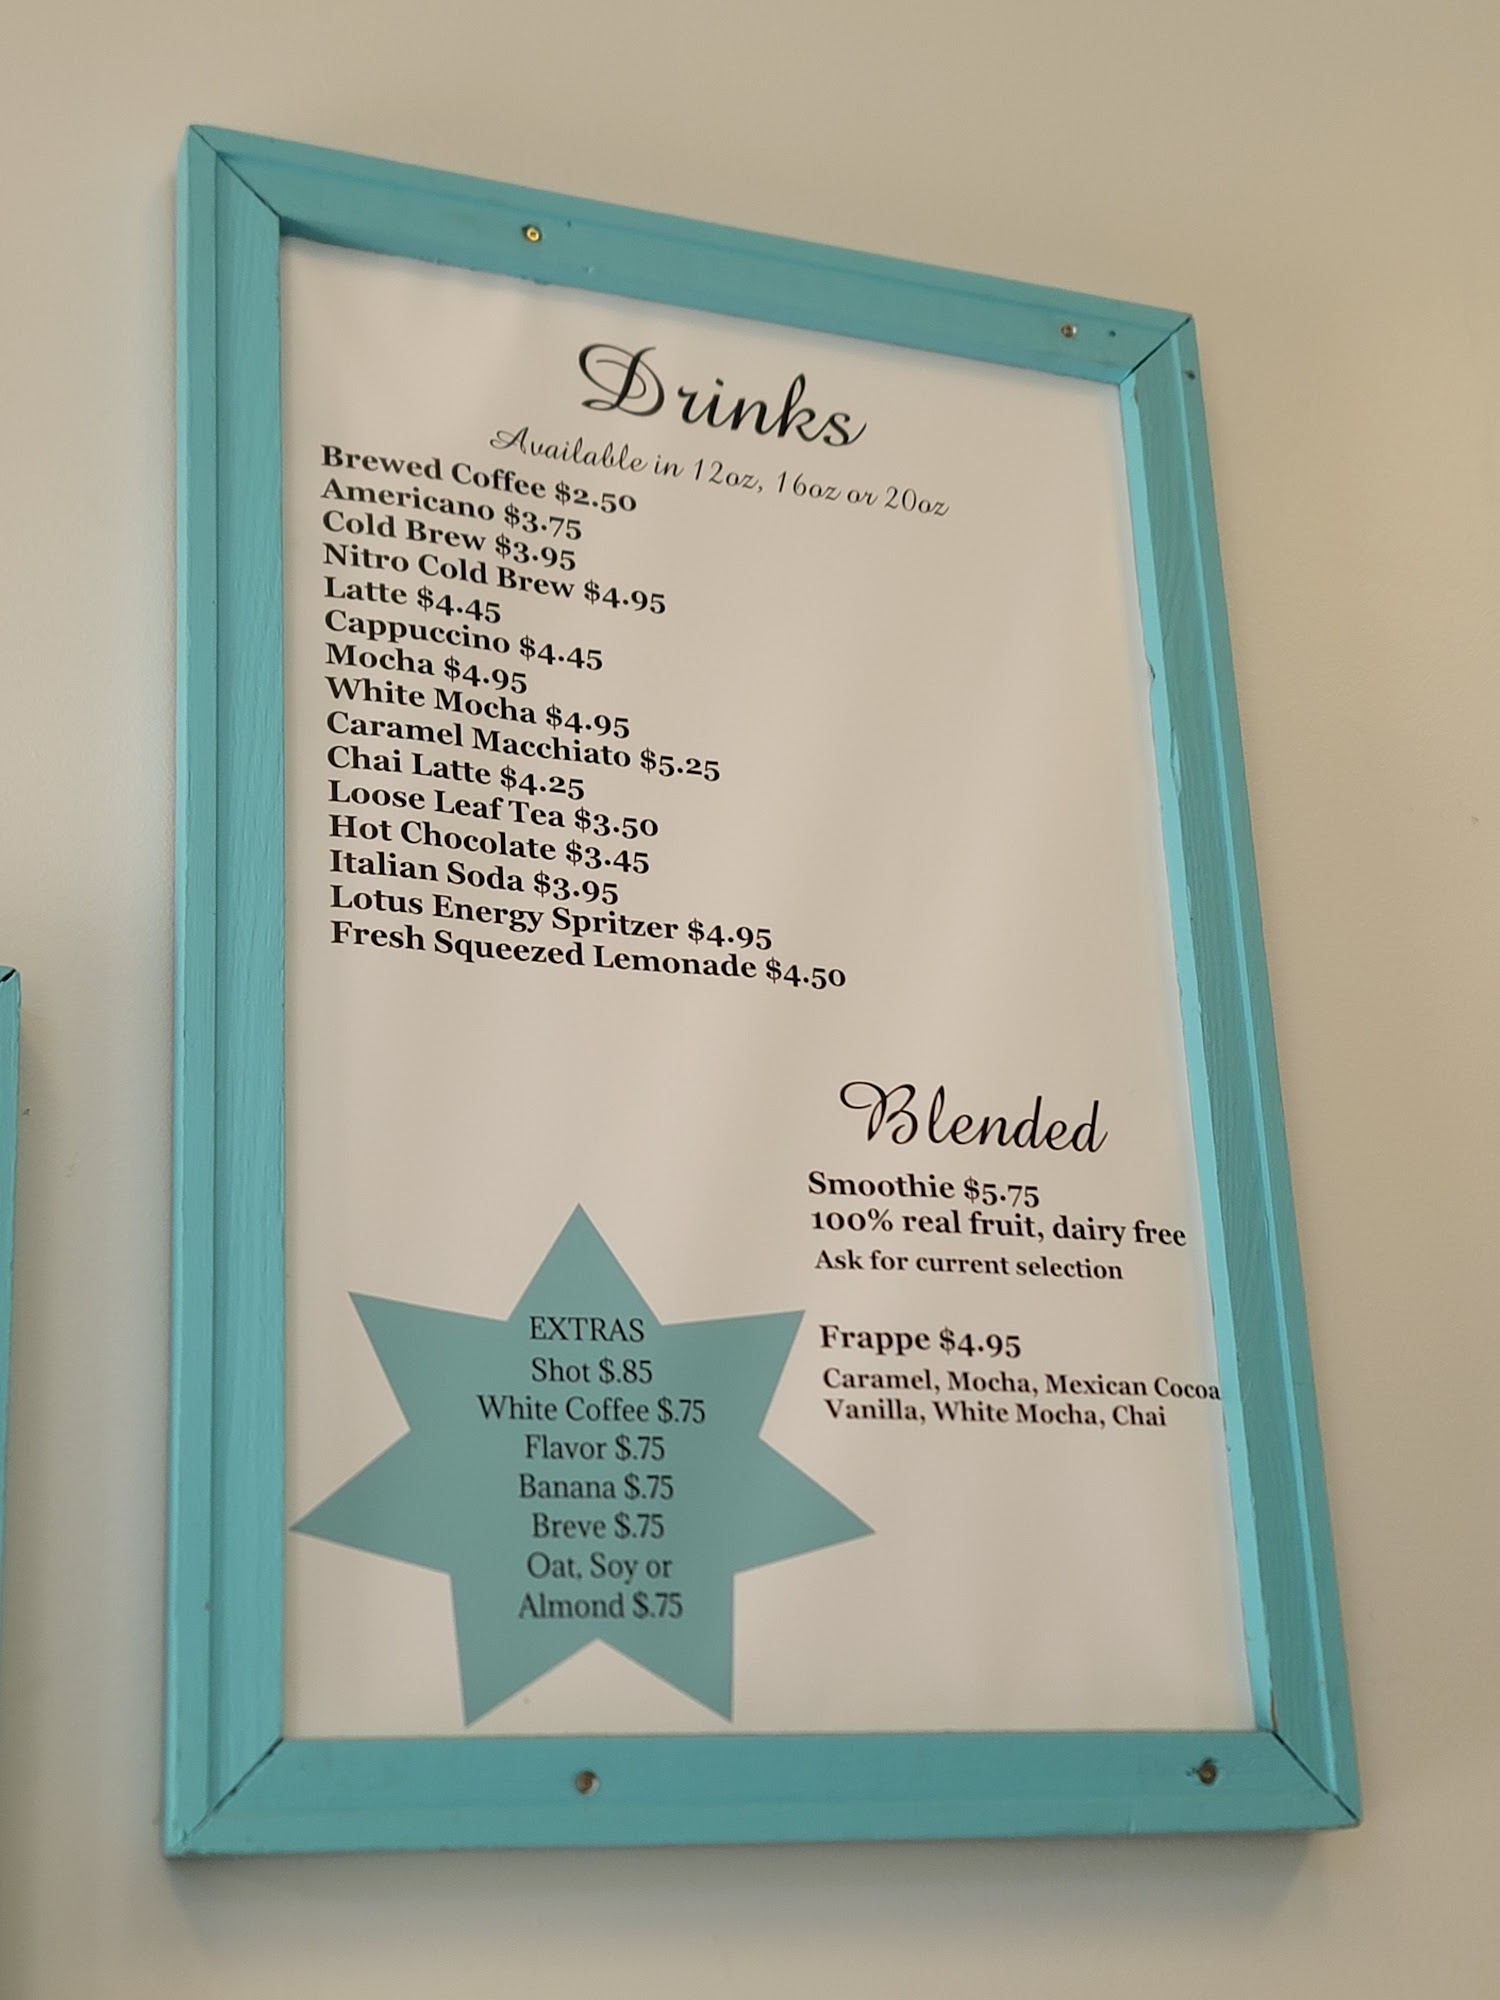 Drinks
Available in 12oz, 16oz or 20oz
Brewed Coffee $2.50
Americano $3.75
Cold Brew $3.95
Nitro Cold Brew $4.95
Latte $4.45
Cappuccino $4.45
Mocha $4.95
White Mocha $4.95
Caramel Macchiato $5.25
Chai Latte $4.25
Loose Leaf Tea $3.50
Hot Chocolate $3.45
Italian Soda $3.95
Lotus Energy Spritzer $4.95
Fresh Squeezed Lemonade $4.50
Blended
Smoothie $5.75
100% real fruit, dairy free
Ask for current selection
Frappe $4.95
Caramel, Mocha, Mexican Cocoa
Vanilla, White Mocha, Chai
EXTRAS
Shot $.85
White Coffee $.75
Flavor $.75
Banana $.75
Breve $.75
Oat, Soy or
Almond $.75